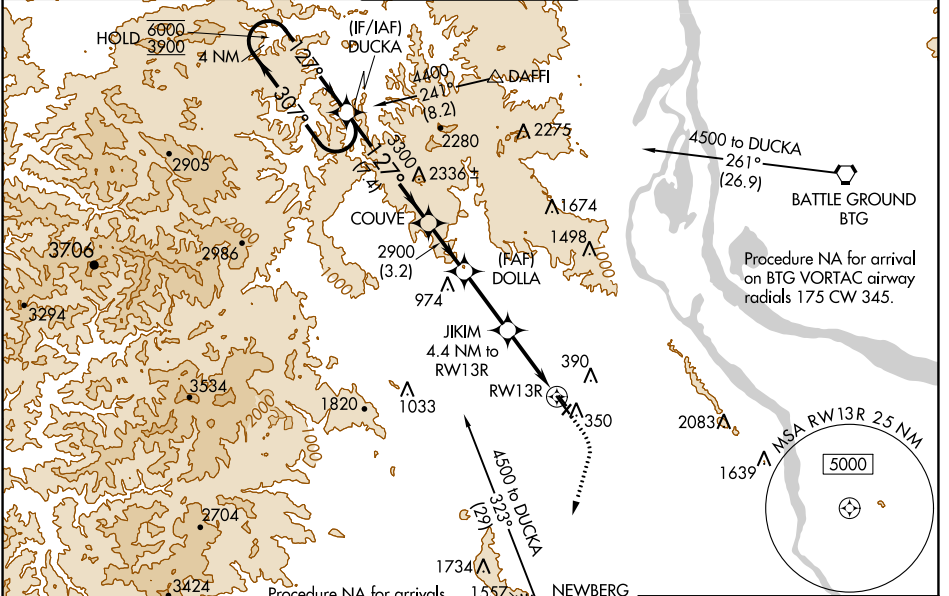 HOLD
6000
3900
4 NM
127°
307°
(IF/IAF)
DUCKA
4400
241°
(8.2)
DAFFI
2280
2275
3300
127°
(7.4)
2336 ±
4500 to DUCKA
261°
(26.9)
BATTLE GROUND
BTG
2905
COUVE
1674
1498
3706
2986
2900
(3.2)
(FAF)
DOLLA
Procedure NA for arrival
on BTG VORTAC airway
radials 175 CW 345.
974
3294
JIKIM
4.4 NM to
RW13R
390
RW13R
3534
1820
1033
350
2083
1639
MSA RW13R 25 NM
5000
4500 to DUCKA
323°
(29)
2704
1734
3424
Procedure NA for arrivals
1557
NEWBERG